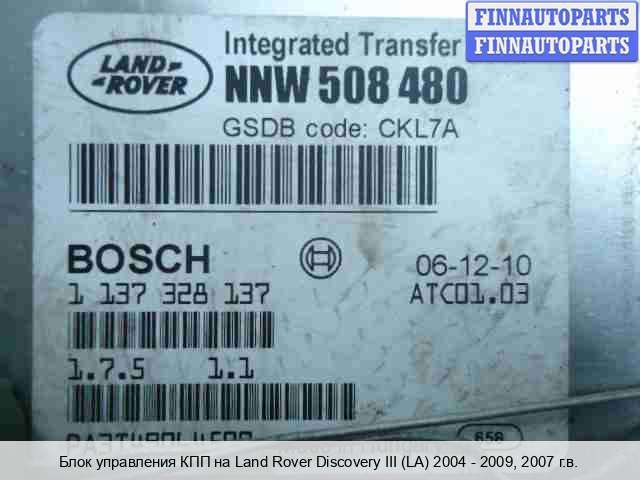 FINNAUTOPARTS
FINNAUTOPARTS
LAND-
ROVER
Integrated Transfer
NNW 508 480
GSDB code: CKL7A
BOSCH
06-12-10
1 137 328 137
ATC01.03
1.7.5 1.1
658
Блок управления КПП на Land Rover Discovery III (LA) 2004 - 2009, 2007 г.в.